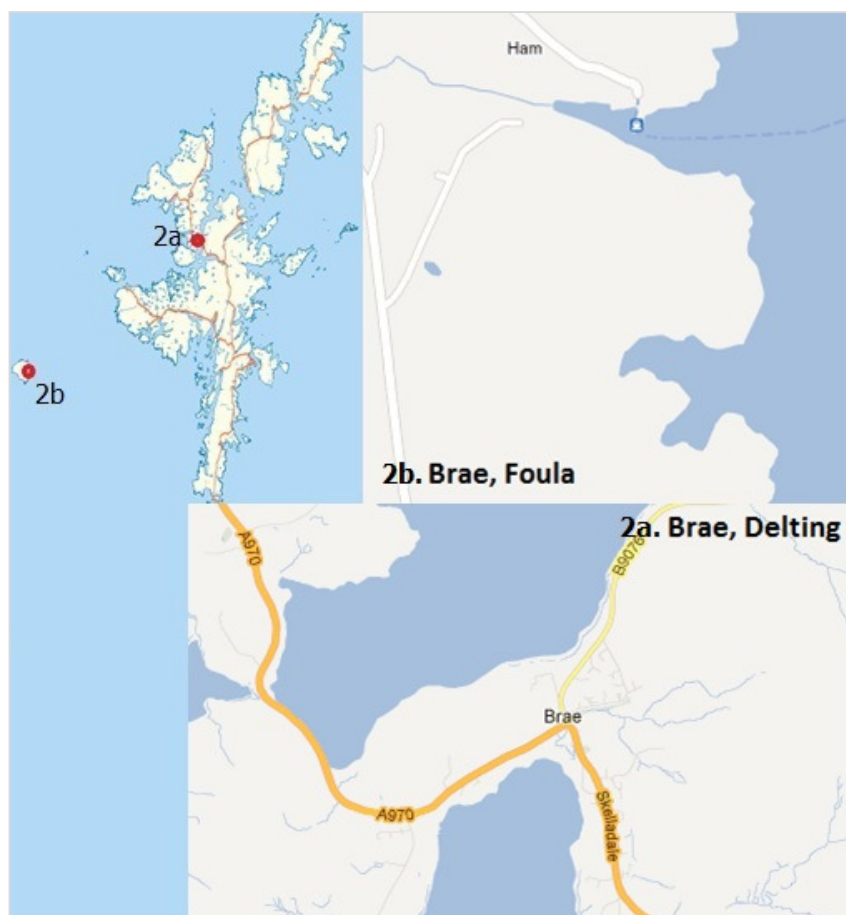 Ham
2a
2b
2b. Brae, Foula
2a. Brae, Delting
A970
B9076
Brae
A970
Skelladale